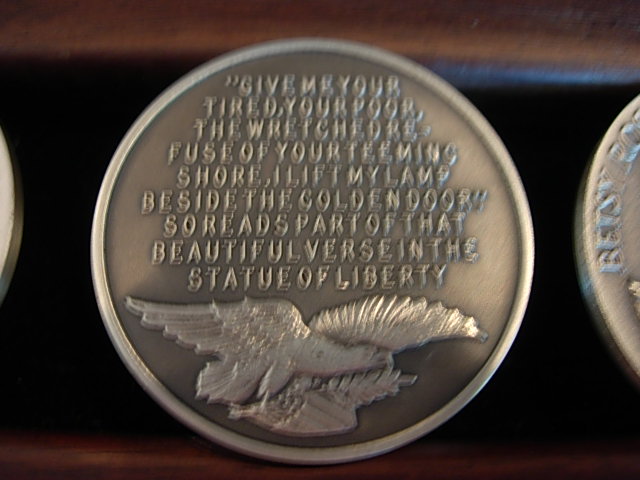 "GIVE ME YOUR
TIRED, YOUR POOR,
THE WRETCHED RE-
FUSE OF YOUR TEEMING
SHORE, I LIFT MY LAMP
BESIDE THE GOLDEN DOOR"
SO READS PART OF THAT
BEAUTIFUL VERSE IN THE
STATUE OF LIBERTY
BETSY